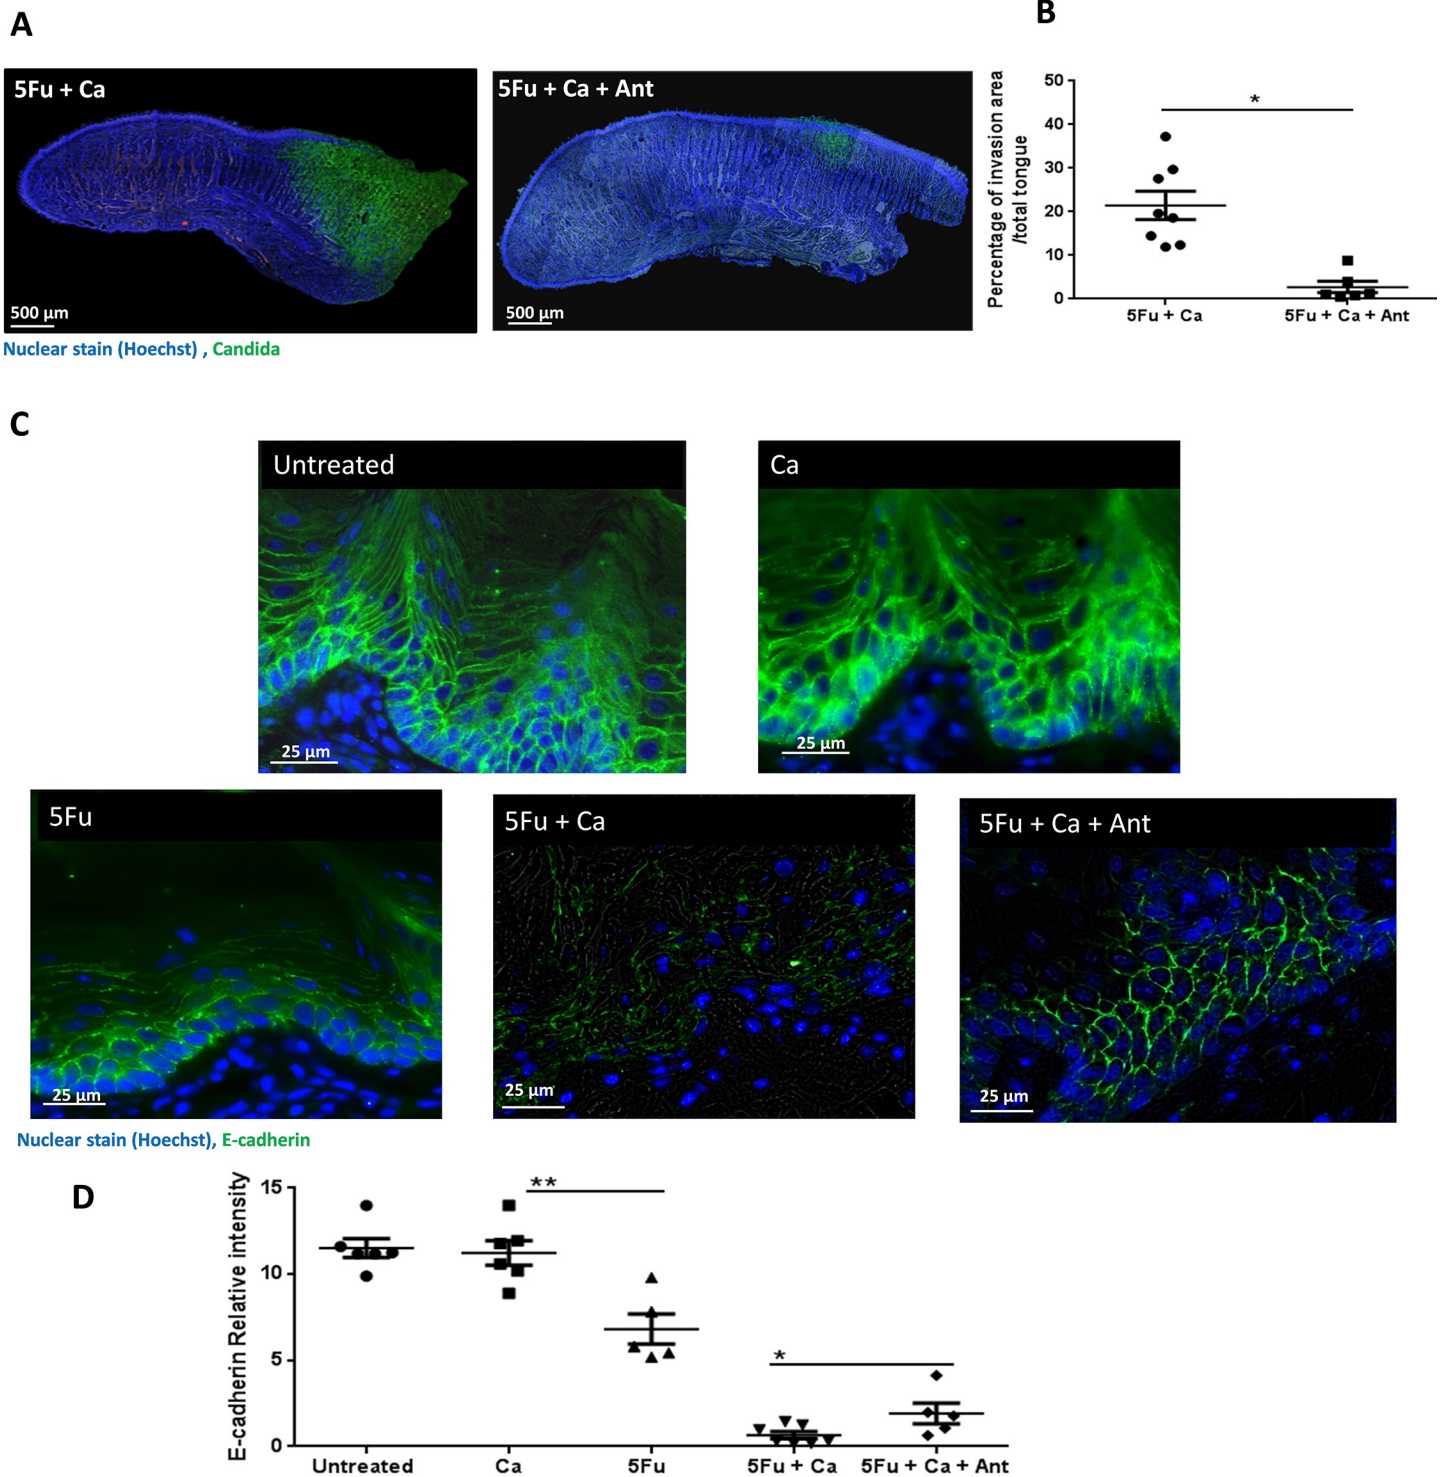 A
5Fu + Ca
500 µm
5Fu + Ca + Ant
500 µm
Nuclear stain (Hoechst) , Candida
B
Percentage of invasion area
/total tongue
50
40
30
20
10
0
*
5Fu + Ca
5Fu + Ca + Ant
C
Untreated
25 µm
Ca
25 µm
5Fu
25 µm
5Fu + Ca
25 µm
5Fu + Ca + Ant
25 µm
Nuclear stain (Hoechst), E-cadherin
D
E-cadherin Relative intensity
15
10
5
0
**
*
Untreated
Ca
5Fu
5Fu + Ca
5Fu + Ca + Ant